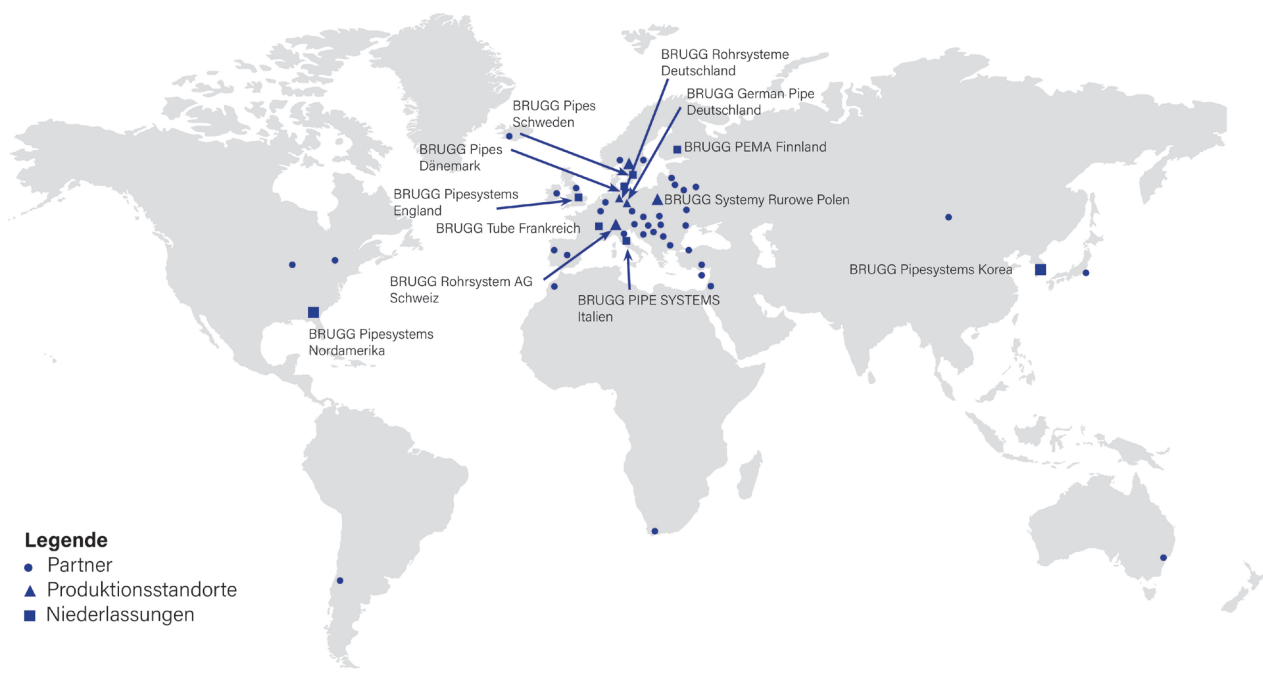 BRUGG Rohrsysteme
Deutschland
BRUGG German Pipe
Deutschland
BRUGG Pipes
Schweden
BRUGG Pipes
Dänemark
BRUGG PEMA Finnland
BRUGG Pipesystems
England
BRUGG Systemy Rurowe Polen
BRUGG Tube Frankreich
BRUGG Pipesystems Korea
BRUGG Rohrsystem AG
Schweiz
BRUGG PIPE SYSTEMS
Italien
BRUGG Pipesystems
Nordamerika
Legende
Partner
Produktionsstandorte
Niederlassungen